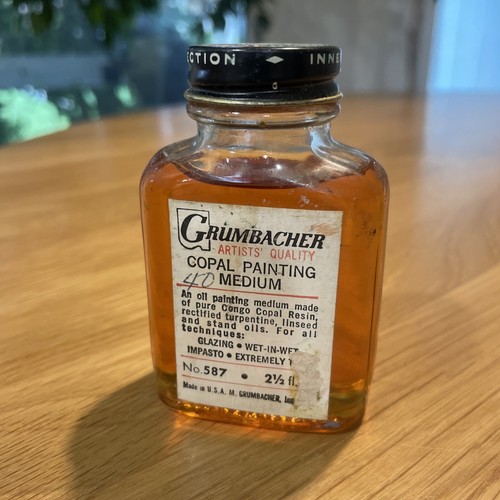 CTION ◆ INNE
GRUMBACHER
ARTISTS' QUALITY
COPAL PAINTING
40 MEDIUM
An oil painting medium made
of pure Congo Copal Resin,
rectified turpentine, linseed
and stand oils. For all
techniques:
GLAZING • WET-IN-WET
IMPASTO • EXTREMELY
No. 587 • 2½ fl.
Made in U.S.A. M. GRUMBACHER, Inc